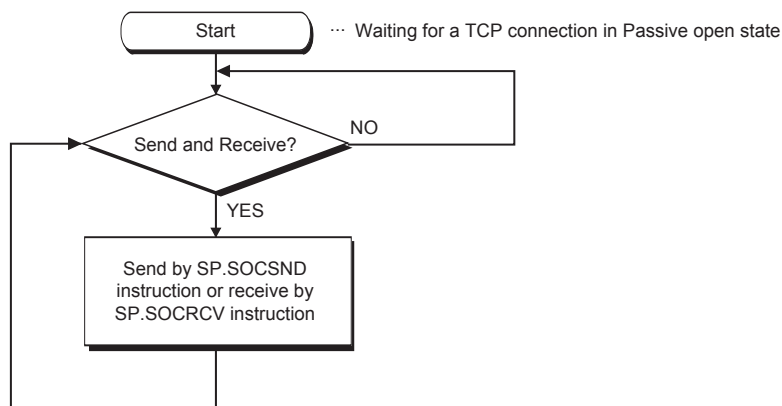 Start
··· Waiting for a TCP connection in Passive open state
Send and Receive?
NO
YES
Send by SP.SOCSND
instruction or receive by
SP.SOCRCV instruction